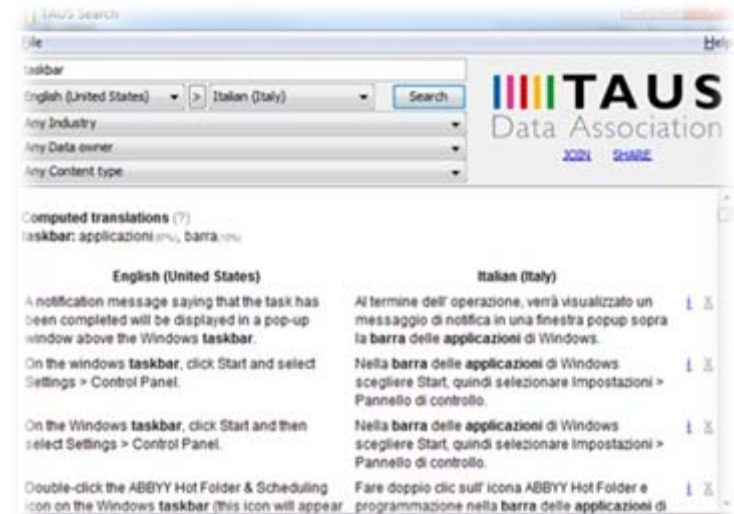 TAUS Search
File
Help
taskbar
English (United States) > Italian (Italy) Search
Any Industry
Any Data owner
Any Content type
TAUS
Data Association
JOIN SHARE
Computed translations (?)
taskbar: applicazioni, barra
English (United States)
Italian (Italy)
A notification message saying that the task has
been completed will be displayed in a pop-up
window above the Windows taskbar.
Al termine dell' operazione, verrà visualizzato un
messaggio di notifica in una finestra popup sopra
la barra delle applicazioni di Windows.
i X
On the windows taskbar, click Start and select
Settings > Control Panel.
Nella barra delle applicazioni di Windows
scegliere Start, quindi selezionare Impostazioni >
Pannello di controllo.
i X
On the Windows taskbar, click Start and then
select Settings > Control Panel.
Nella barra delle applicazioni di Windows
scegliere Start, quindi selezionare Impostazioni >
Pannello di controllo.
i X
Double-click the ABBYY Hot Folder & Scheduling
icon on the Windows taskbar (this icon will appear
Fare doppio clic sull' icona ABBYY Hot Folder e
programmazione nella barra delle applicazioni di
i X